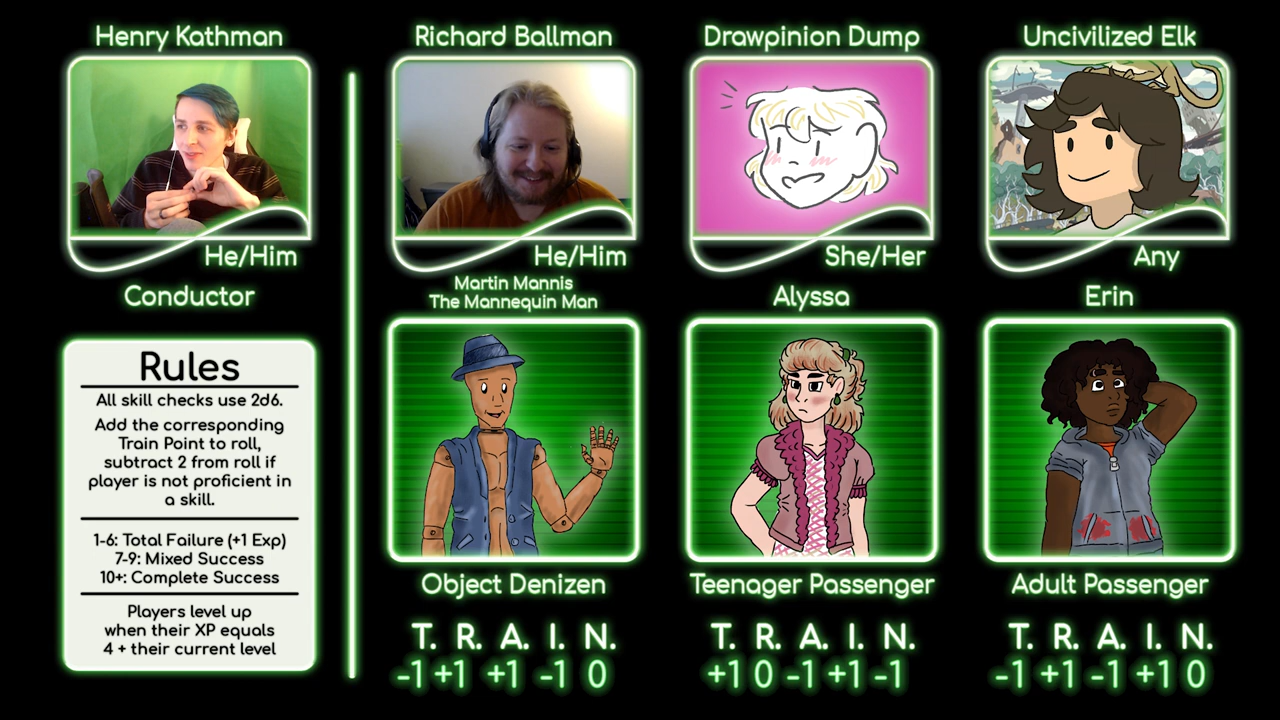 Henry Kathman
He/Him
Conductor
Rules
All skill checks use 2d6.
Add the corresponding
Train Point to roll,
subtract 2 from roll if
player is not proficient in
a skill.
1-6: Total Failure (+1 Exp)
7-9: Mixed Success
10+: Complete Success
Players level up
when their XP equals
4 + their current level
Richard Ballman
He/Him
Martin Mannis
The Mannequin Man
Object Denizen
T. R. A. I. N.
-1 +1 +1 -1 0
Drawpinion Dump
She/Her
Alyssa
Teenager Passenger
T. R. A. I. N.
+1 0 -1 +1 -1
Uncivilized Elk
Any
Erin
Adult Passenger
T. R. A. I. N.
-1 +1 -1 +1 0